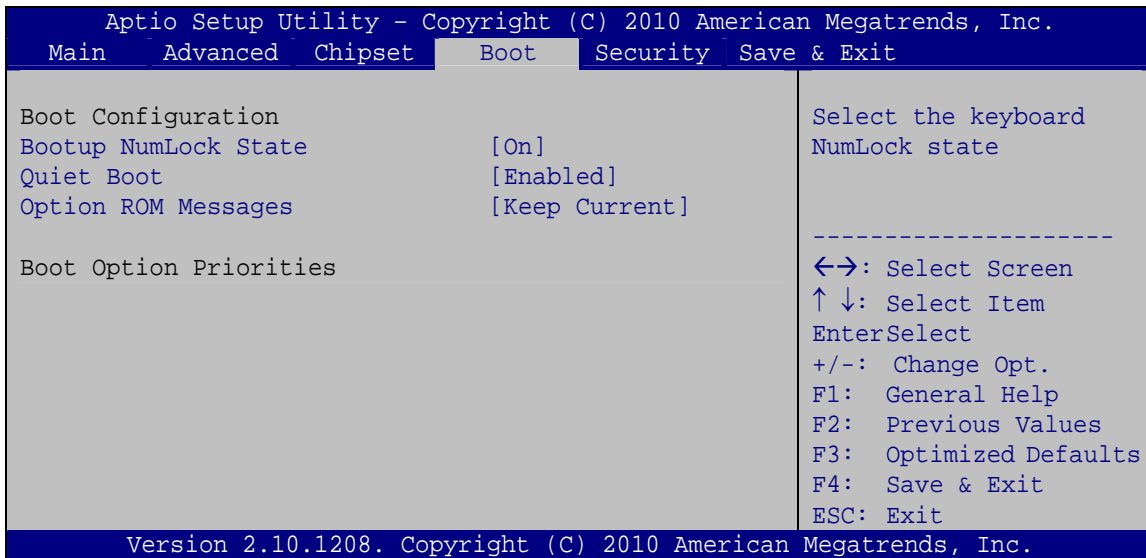 Aptio Setup Utility – Copyright (C) 2010 American Megatrends, Inc.
Main Advanced Chipset Boot Security Save & Exit
Boot Configuration
Bootup NumLock State [On]
Quiet Boot [Enabled]
Option ROM Messages [Keep Current]
Boot Option Priorities
Select the keyboard
NumLock state
---------------------
←→: Select Screen
↑ ↓: Select Item
EnterSelect
+/-: Change Opt.
F1: General Help
F2: Previous Values
F3: Optimized Defaults
F4: Save & Exit
ESC: Exit
Version 2.10.1208. Copyright (C) 2010 American Megatrends, Inc.